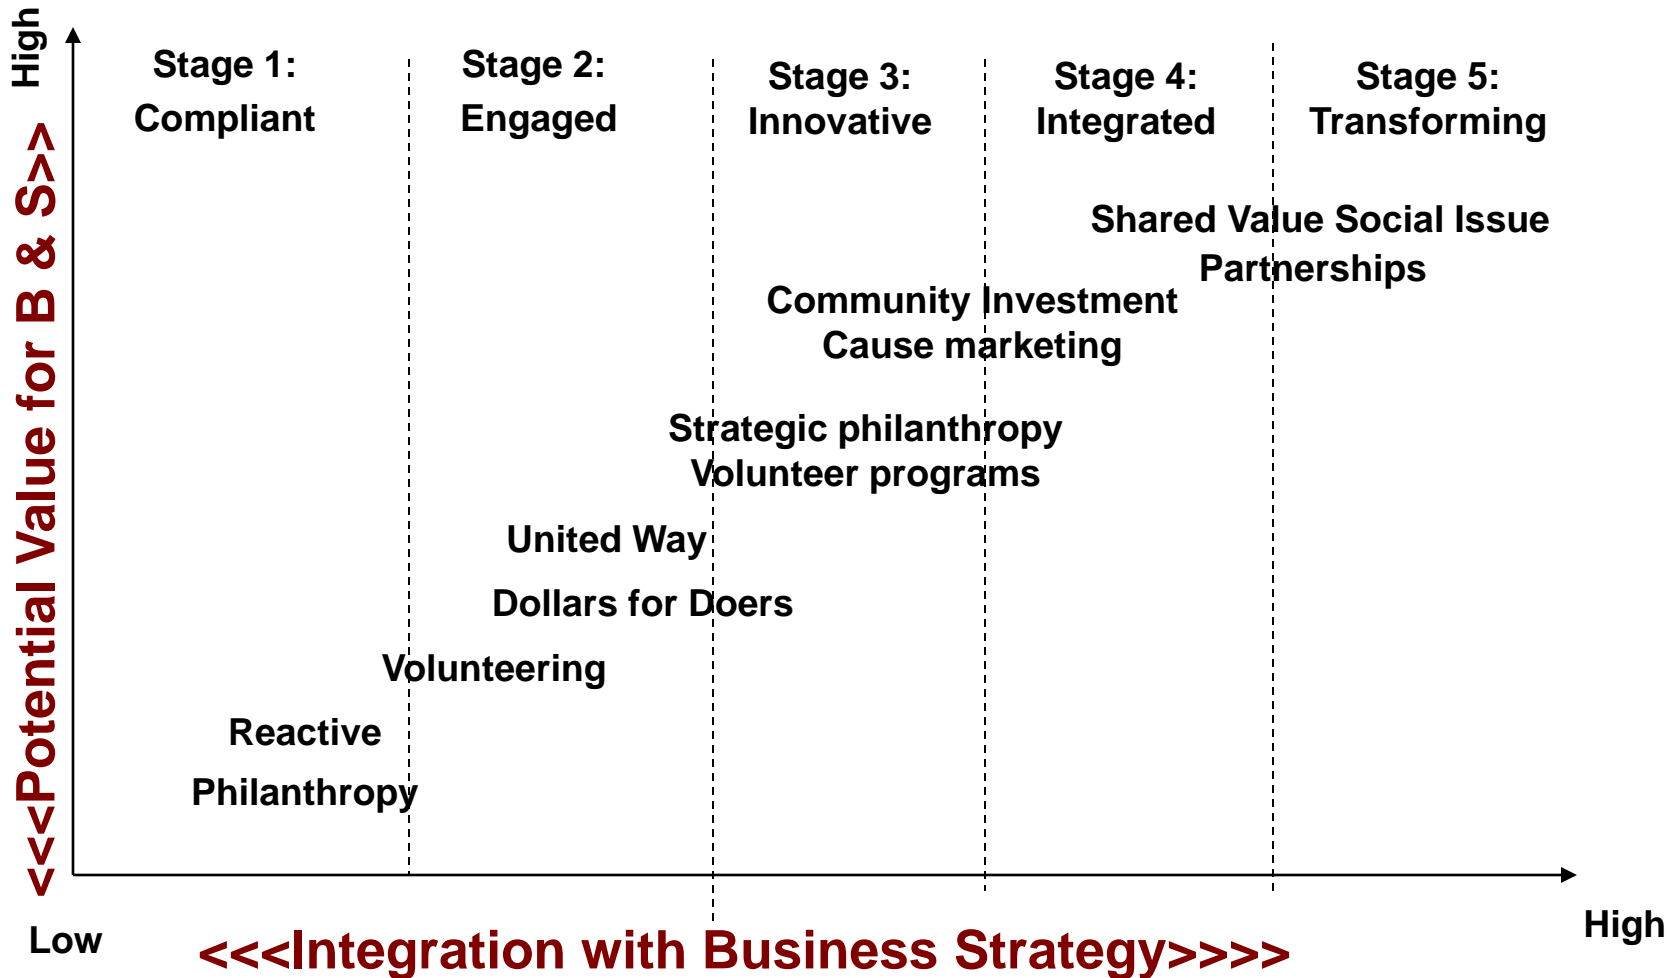 High
Stage 1:
Compliant
Stage 2:
Engaged
Stage 3:
Innovative
Stage 4:
Integrated
Stage 5:
Transforming
<<<Potential Value for B & S>>
Shared Value Social Issue
Partnerships
Community Investment
Cause marketing
Strategic philanthropy
Volunteer programs
United Way
Dollars for Doers
Volunteering
Reactive
Philanthropy
Low
<<<Integration with Business Strategy>>>>
High